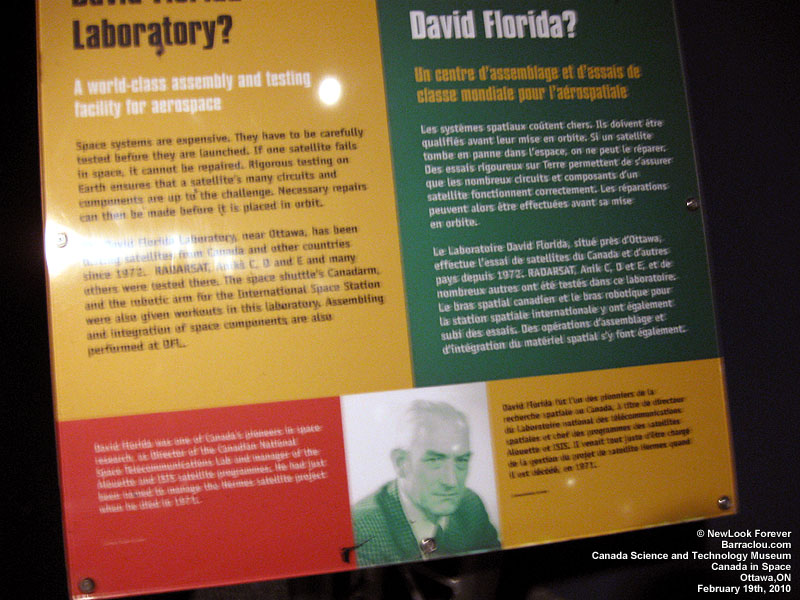 David Florida
Laboratory?
A world-class assembly and testing
facility for aerospace
Space systems are expensive. They have to be carefully
tested before they are launched. If one satellite fails
in space, it cannot be repaired. Rigorous testing on
Earth ensures that a satellite's many circuits and
components are up to the challenge. Necessary repairs
can then be made before it is placed in orbit.
David Florida Laboratory, near Ottawa, has been
testing satellites from Canada and other countries
since 1972. RADARSAT, Aniks C, D and E and many
others were tested there. The space shuttle's Canadarm,
and the robotic arm for the International Space Station
were also given workouts in this laboratory. Assembling
and integration of space components are also
performed at DFL.
David Florida?
Un centre d'assemblage et d'essais de
classe mondiale pour l'aérospatiale
Les systèmes spatiaux coûtent chers. Ils doivent être
qualifiés avant leur mise en orbite. Si un satellite
tombe en panne dans l'espace, on ne peut le réparer.
Des essais rigoureux sur Terre permettent de s'assurer
que les nombreux circuits et composants d'un
satellite fonctionnent correctement. Les réparations
peuvent alors être effectuées avant sa mise
en orbite.
Le Laboratoire David Florida, situé près d'Ottawa,
effectue l'essai de satellites du Canada et d'autres
pays depuis 1972. RADARSAT, Anik C, D et E, et de
nombreux autres ont été testés dans ce laboratoire.
Le bras spatial canadien et le bras robotique pour
la station spatiale internationale y ont également
subi des essais. Des opérations d'assemblage et
d'intégration du matériel spatial s'y font également.
David Florida was one of Canada's pioneers in space
research, as Director of the Canadian National
Space Telecommunications Lab and manager of the
Alouette and ISIS satellite programmes. He had just
been named to manage the Hermes satellite project
when he died in 1971.
David Florida fut l'un des pionniers de la
recherche spatiale au Canada, à titre de directeur
du Laboratoire national des télécommunications
spatiales et chef des programmes des satellites
Alouette et ISIS. Il venait tout juste d'être chargé
de la gestion du projet de satellite Hermes quand
il est décédé, en 1971.
© NewLook Forever
Barraclou.com
Canada Science and Technology Museum
Canada in Space
Ottawa,ON
February 19th, 2010